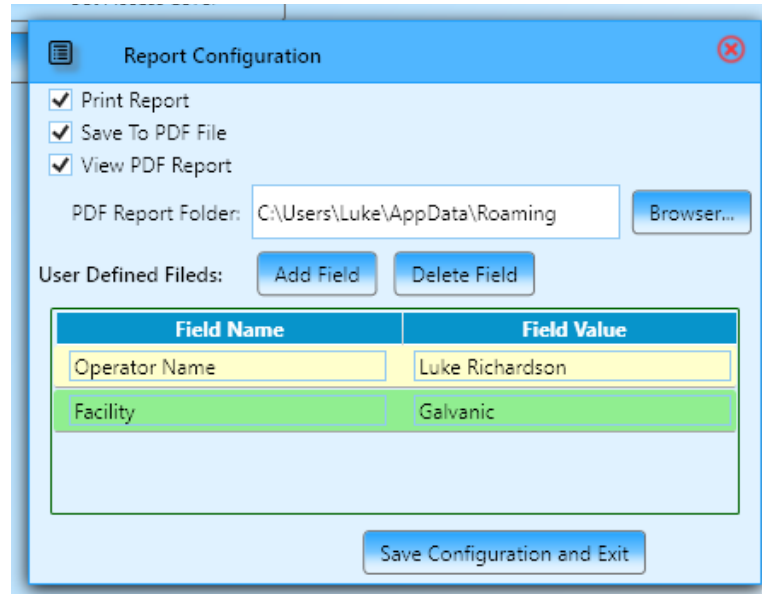 Report Configuration
Print Report
Save To PDF File
View PDF Report
PDF Report Folder: C:\Users\Luke\AppData\Roaming Browser...
User Defined Fileds: Add Field Delete Field
Field Name Field Value
Operator Name Luke Richardson
Facility Galvanic
Save Configuration and Exit